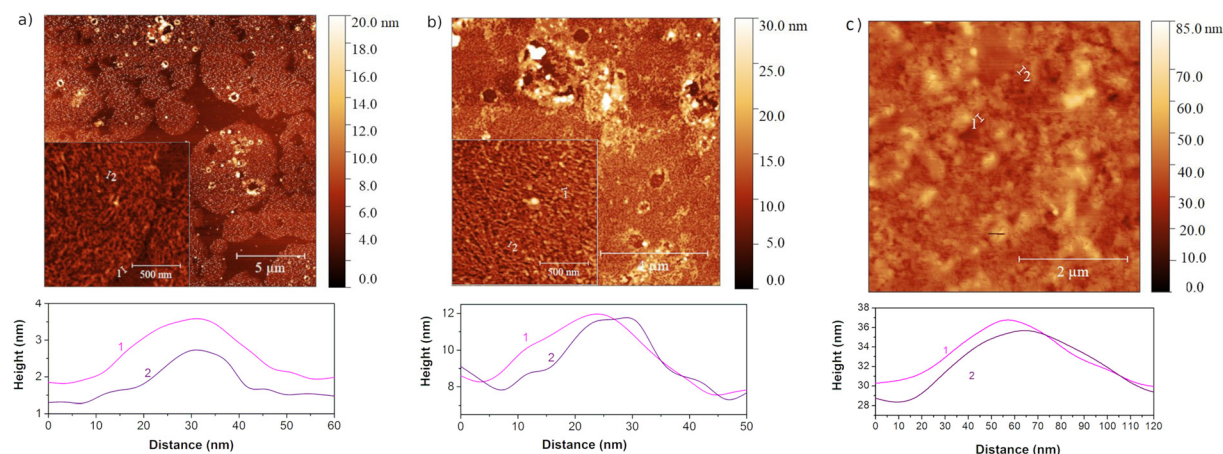 a)
20.0 nm
18.0
16.0
14.0
12.0
10.0
8.0
6.0
4.0
2.0
0.0
2
1
500 nm
5 µm
b)
30.0 nm
25.0
20.0
15.0
10.0
5.0
0.0
1
2
500 nm
µm
c)
85.0 nm
70.0
60.0
50.0
40.0
30.0
20.0
10.0
0.0
2
1
2 µm
Height (nm)
4
3
2
1
1
2
0 10 20 30 40 50 60
Distance (nm)
Height (nm)
12
10
8
1
2
0 10 20 30 40 50
Distance (nm)
Height (nm)
38
36
34
32
30
28
1
2
0 10 20 30 40 50 60 70 80 90 100 110 120
Distance (nm)